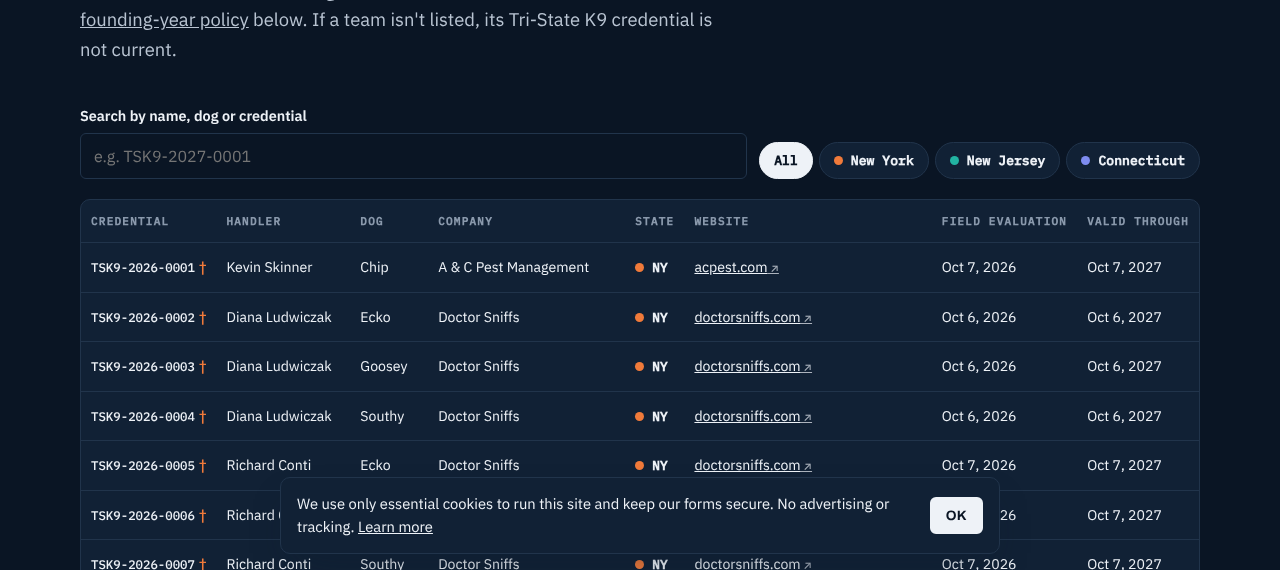 founding-year policy below. If a team isn't listed, its Tri-State K9 credential is
not current.
Search by name, dog or credential
e.g. TSK9-2027-0001
All New York New Jersey Connecticut
CREDENTIAL HANDLER DOG COMPANY STATE WEBSITE FIELD EVALUATION VALID THROUGH
TSK9-2026-0001 † Kevin Skinner Chip A & C Pest Management NY acpest.com ↗ Oct 7, 2026 Oct 7, 2027
TSK9-2026-0002 † Diana Ludwiczak Ecko Doctor Sniffs NY doctorsniffs.com ↗ Oct 6, 2026 Oct 6, 2027
TSK9-2026-0003 † Diana Ludwiczak Goosey Doctor Sniffs NY doctorsniffs.com ↗ Oct 6, 2026 Oct 6, 2027
TSK9-2026-0004 † Diana Ludwiczak Southy Doctor Sniffs NY doctorsniffs.com ↗ Oct 6, 2026 Oct 6, 2027
TSK9-2026-0005 † Richard Conti Ecko Doctor Sniffs NY doctorsniffs.com ↗ Oct 6, 2026 Oct 6, 2027
TSK9-2026-0006 † Richard 26 Oct 7, 2027
We use only essential cookies to run this site and keep our forms secure. No advertising or
tracking. Learn more
OK
TSK9-2026-0007 † Richard Conti Southy Doctor Sniffs NY doctorsniffs.com ↗ Oct 7, 2026 Oct 7, 2027